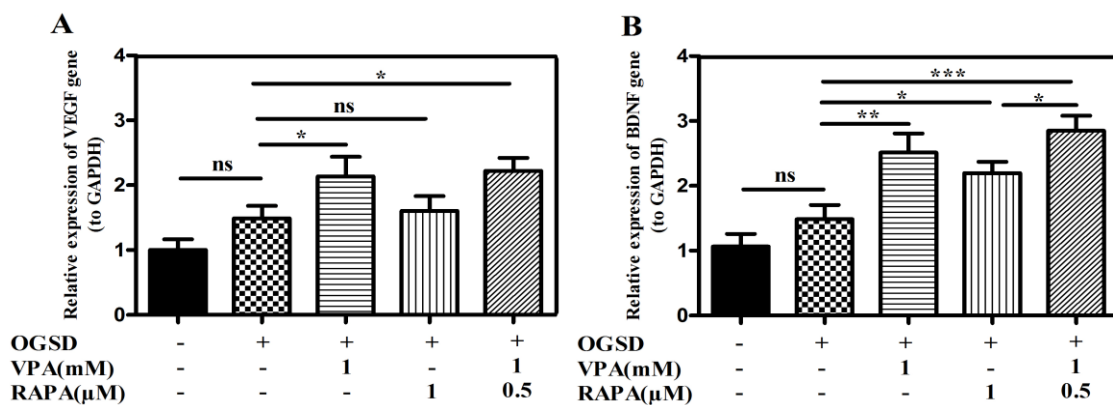 A
Relative expression of VEGF gene
(to GAPDH)
4
3
2
1
0
ns
*
ns
*
OGSD - + + + +
VPA(mM) - - 1 - 1
RAPA(µM) - - - 1 0.5
B
Relative expression of BDNF gene
(to GAPDH)
4
3
2
1
0
ns
**
*
***
*
OGSD - + + + +
VPA(mM) - - 1 - 1
RAPA(µM) - - - 1 0.5